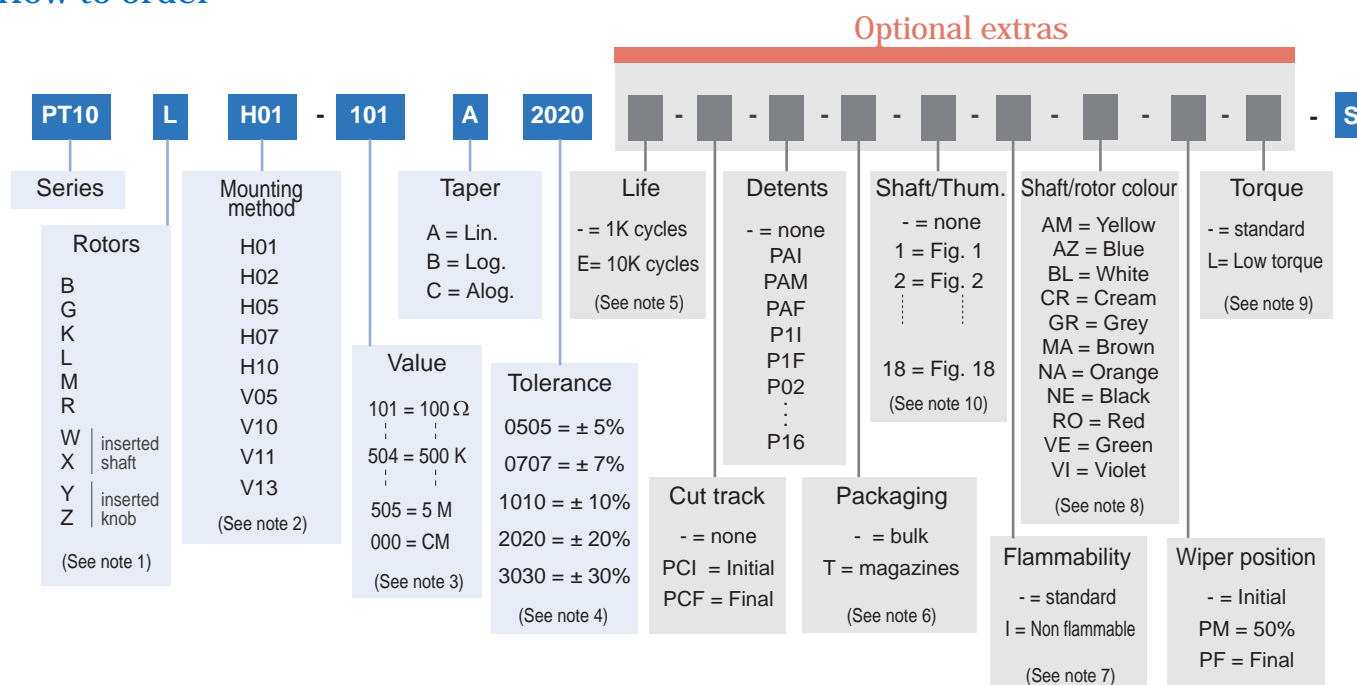 How to order
Optional extras
PT10 L H01 - 101 A 2020 - - - - - - - - - S
Series
Rotors
B
G
K
L
M
R
W
X
inserted
shaft
Y
Z
inserted
knob
(See note 1)
Mounting
method
H01
H02
H05
H07
H10
V05
V10
V11
V13
(See note 2)
Value
101 = 100 Ω
504 = 500 K
505 = 5 M
000 = CM
(See note 3)
Taper
A = Lin.
B = Log.
C = Alog.
Tolerance
0505 = ± 5%
0707 = ± 7%
1010 = ± 10%
2020 = ± 20%
3030 = ± 30%
(See note 4)
Life
- = 1K cycles
E= 10K cycles
(See note 5)
Cut track
- = none
PCI = Initial
PCF = Final
Detents
- = none
PAI
PAM
PAF
P1I
P1F
P02
P16
Packaging
- = bulk
T = magazines
(See note 6)
Shaft/Thum.
- = none
1 = Fig. 1
2 = Fig. 2
18 = Fig. 18
(See note 10)
Flammability
- = standard
I = Non flammable
(See note 7)
Shaft/rotor colour
AM = Yellow
AZ = Blue
BL = White
CR = Cream
GR = Grey
MA = Brown
NA = Orange
NE = Black
RO = Red
VE = Green
VI = Violet
(See note 8)
Wiper position
- = Initial
PM = 50%
PF = Final
Torque
- = standard
L= Low torque
(See note 9)